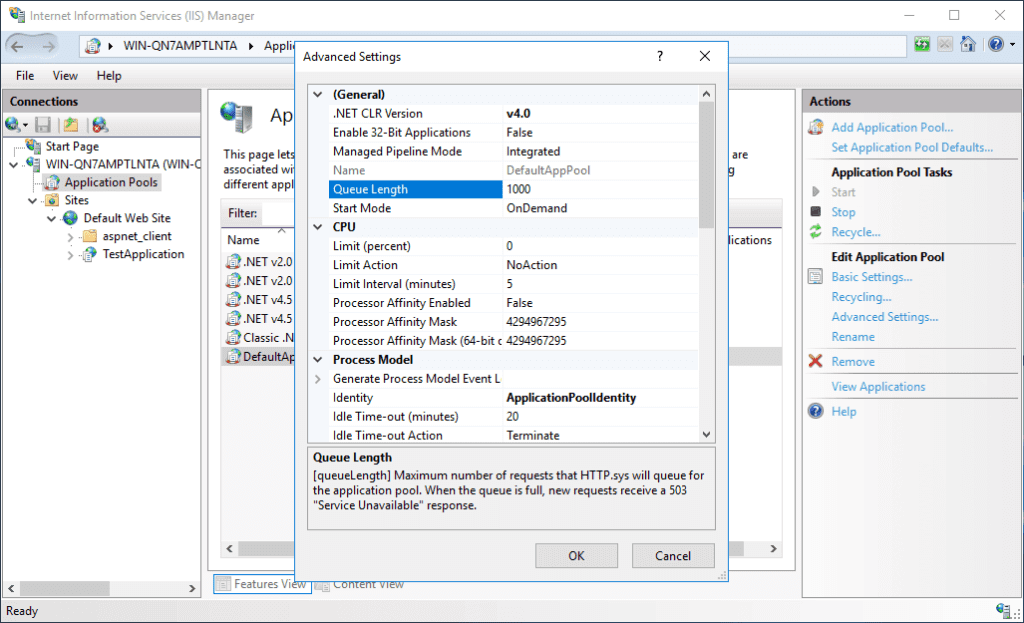 Internet Information Services (IIS) Manager
WIN-QN7AMPTLNTA
File View Help
Connections
Start Page
WIN-QN7AMPTLNTA (WIN-
Application Pools
Sites
Default Web Site
aspnet_client
TestApplication
This page lets
are
associated wi
different appl
Filter:
Name
.NET v2.0
.NET v2.0
.NET v4.5
.NET v4.5
Classic .N
DefaultAp
Features View Content View
Advanced Settings
?
(General)
.NET CLR Version v4.0
Enable 32-Bit Applications False
Managed Pipeline Mode Integrated
Name DefaultAppPool
Queue Length 1000
Start Mode OnDemand
CPU
Limit (percent) 0
Limit Action NoAction
Limit Interval (minutes) 5
Processor Affinity Enabled False
Processor Affinity Mask 4294967295
Processor Affinity Mask (64-bit c 4294967295
Process Model
Generate Process Model Event L
Identity ApplicationPoolIdentity
Idle Time-out (minutes) 20
Idle Time-out Action Terminate
Queue Length
[queueLength] Maximum number of requests that HTTP.sys will queue for
the application pool. When the queue is full, new requests receive a 503
"Service Unavailable" response.
OK Cancel
Actions
Add Application Pool...
Set Application Pool Defaults...
Application Pool Tasks
Start
Stop
Recycle...
Edit Application Pool
Basic Settings...
Recycling...
Advanced Settings...
Rename
Remove
View Applications
Help
Ready